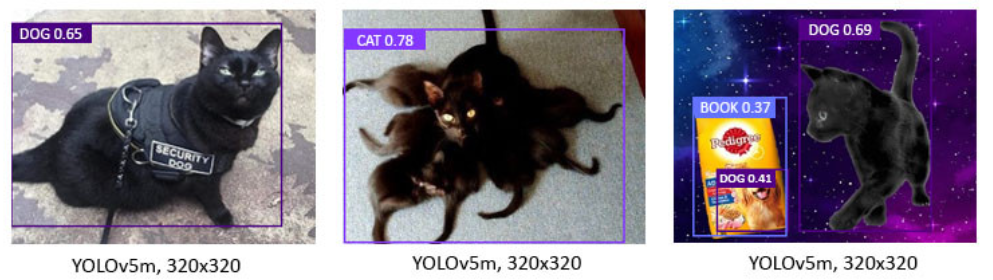 DOG 0.65
SECURITY
DOG
YOLOv5m, 320x320
CAT 0.78
YOLOv5m, 320x320
DOG 0.69
BOOK 0.37
Pedigree
DOG 0.41
YOLOv5m, 320x320